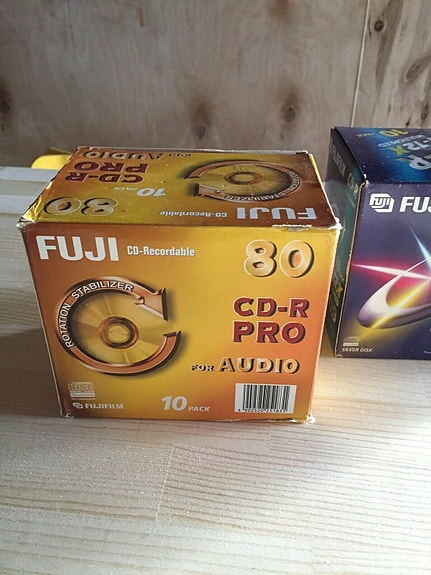 FOR AUDIO
CD-R
PRO
10 PACK
80
CD-Recordable
FUJI
FUJI CD-Recordable
80
ROTATION STABILIZER
CD-R
PRO
FOR AUDIO
FUJIFILM
10 PACK
FUJ
SILVER DISK